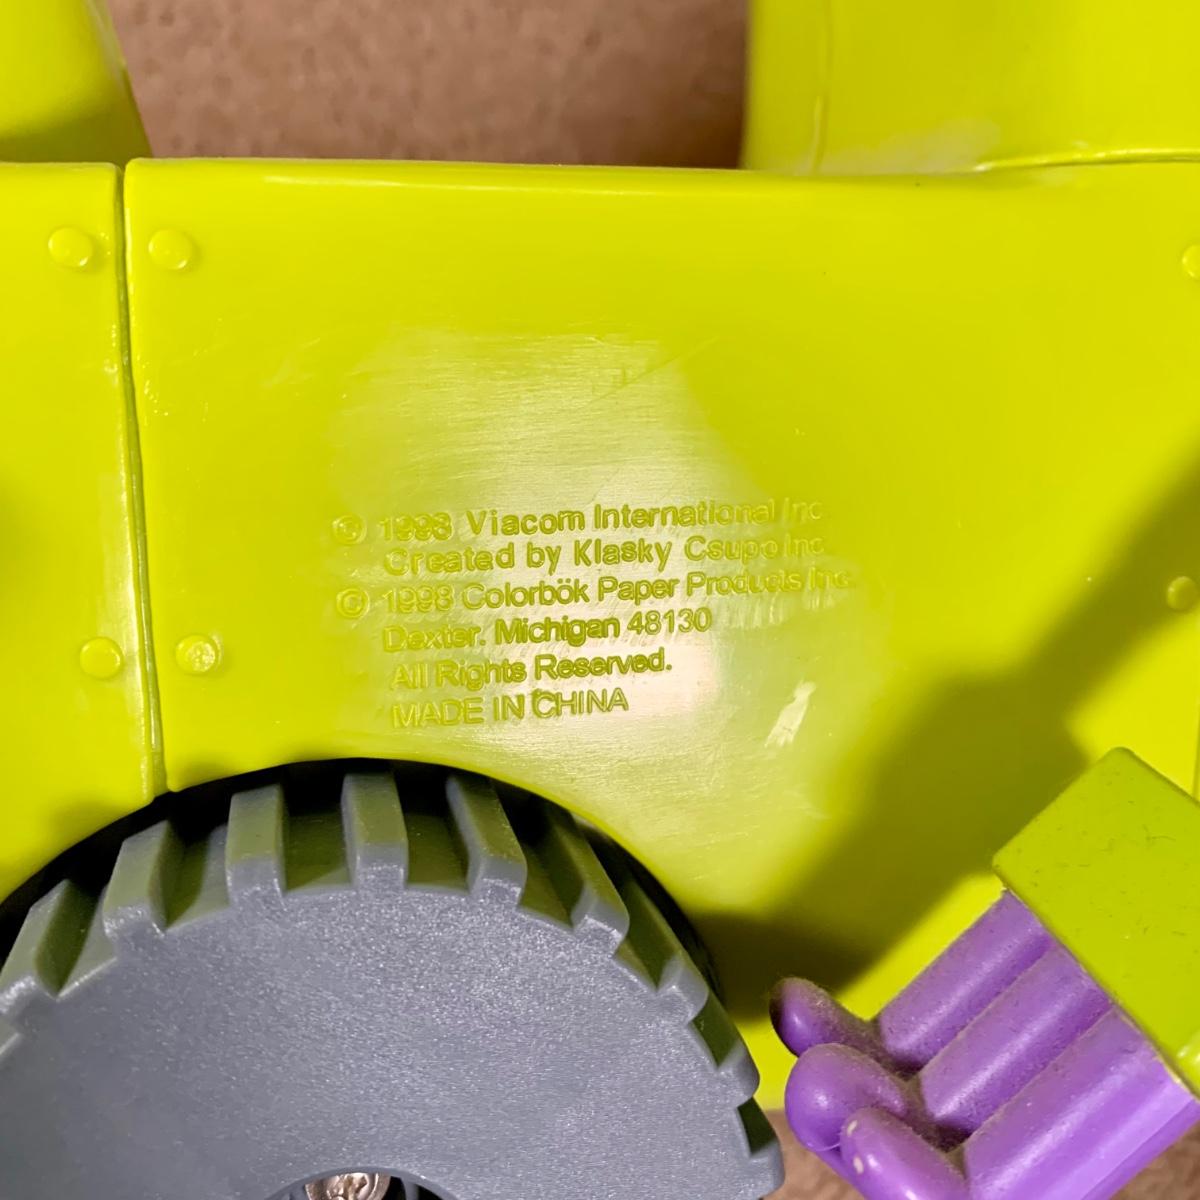 © 1998 Viacom International Inc.
Created by Klasky Csupo Inc.
© 1998 Colorbök Paper Products Inc.
Dexter, Michigan 48130
All Rights Reserved.
MADE IN CHINA